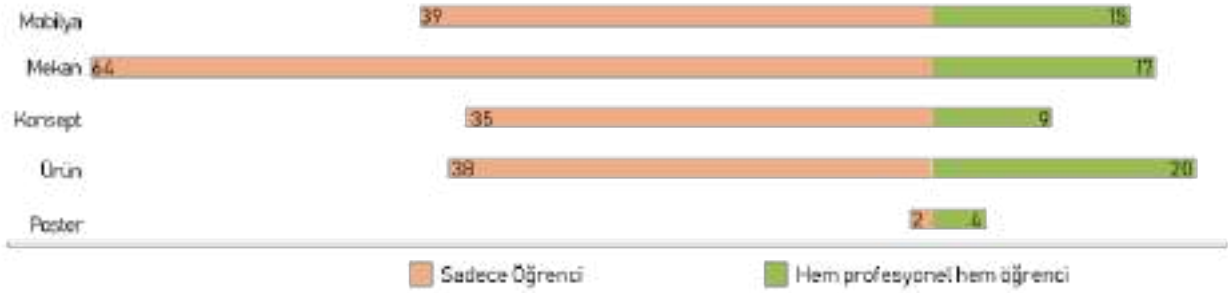 Mobilya 39 15
Mekan 64 17
Konsept 35 9
Ürün 38 20
Poster 2 4
Sadece Öğrenci Hem profesyonel hem öğrenci